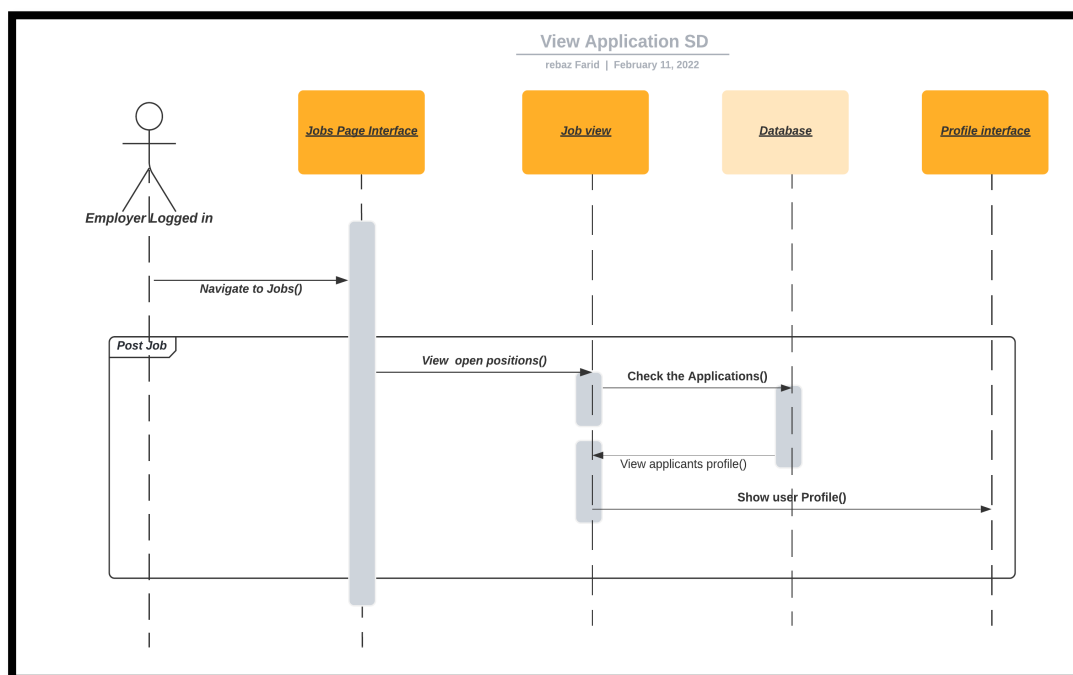 View Application SD
rebaz Farid | February 11, 2022
Jobs Page Interface
Job view
Database
Profile interface
Employer Logged in
Navigate to Jobs()
Post Job
View open positions()
Check the Applications()
View applicants profile()
Show user Profile()